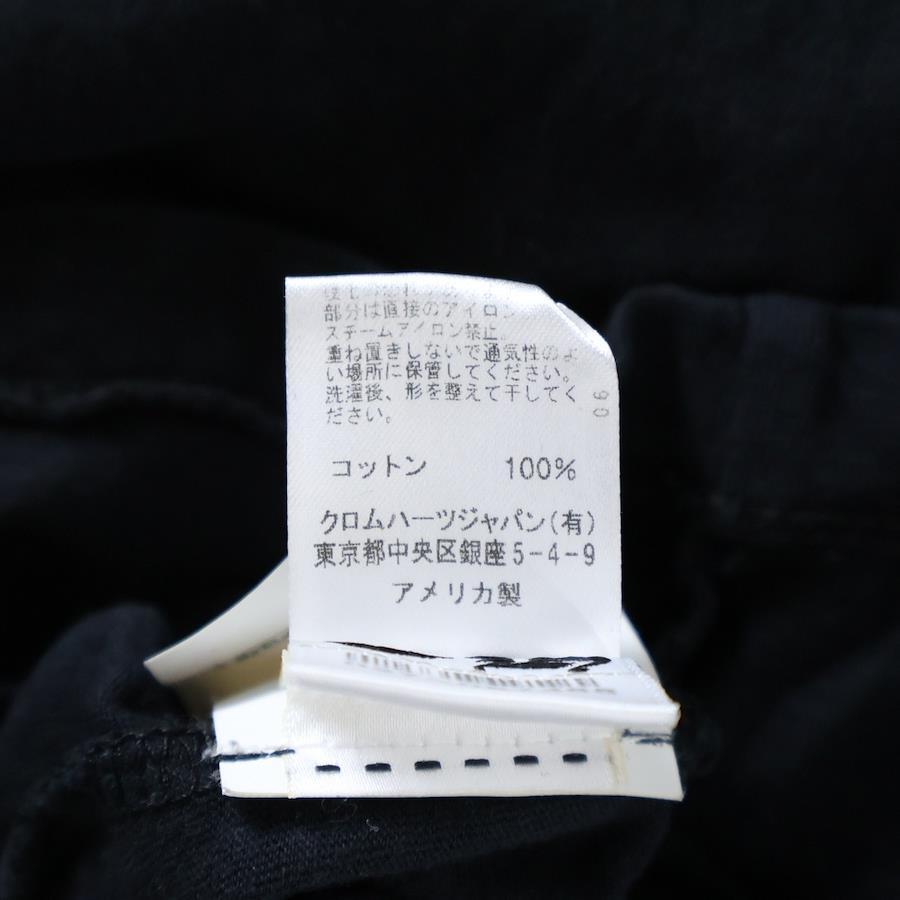 部分は直接のアイロン
スチームアイロン禁止。
重ね置きしないで通気性のよ
い場所に保管してください。
洗濯後、形を整えて干してく
ださい。
06
コットン 100%
クロムハーツジャパン(有)
東京都中央区銀座5-4-9
アメリカ製